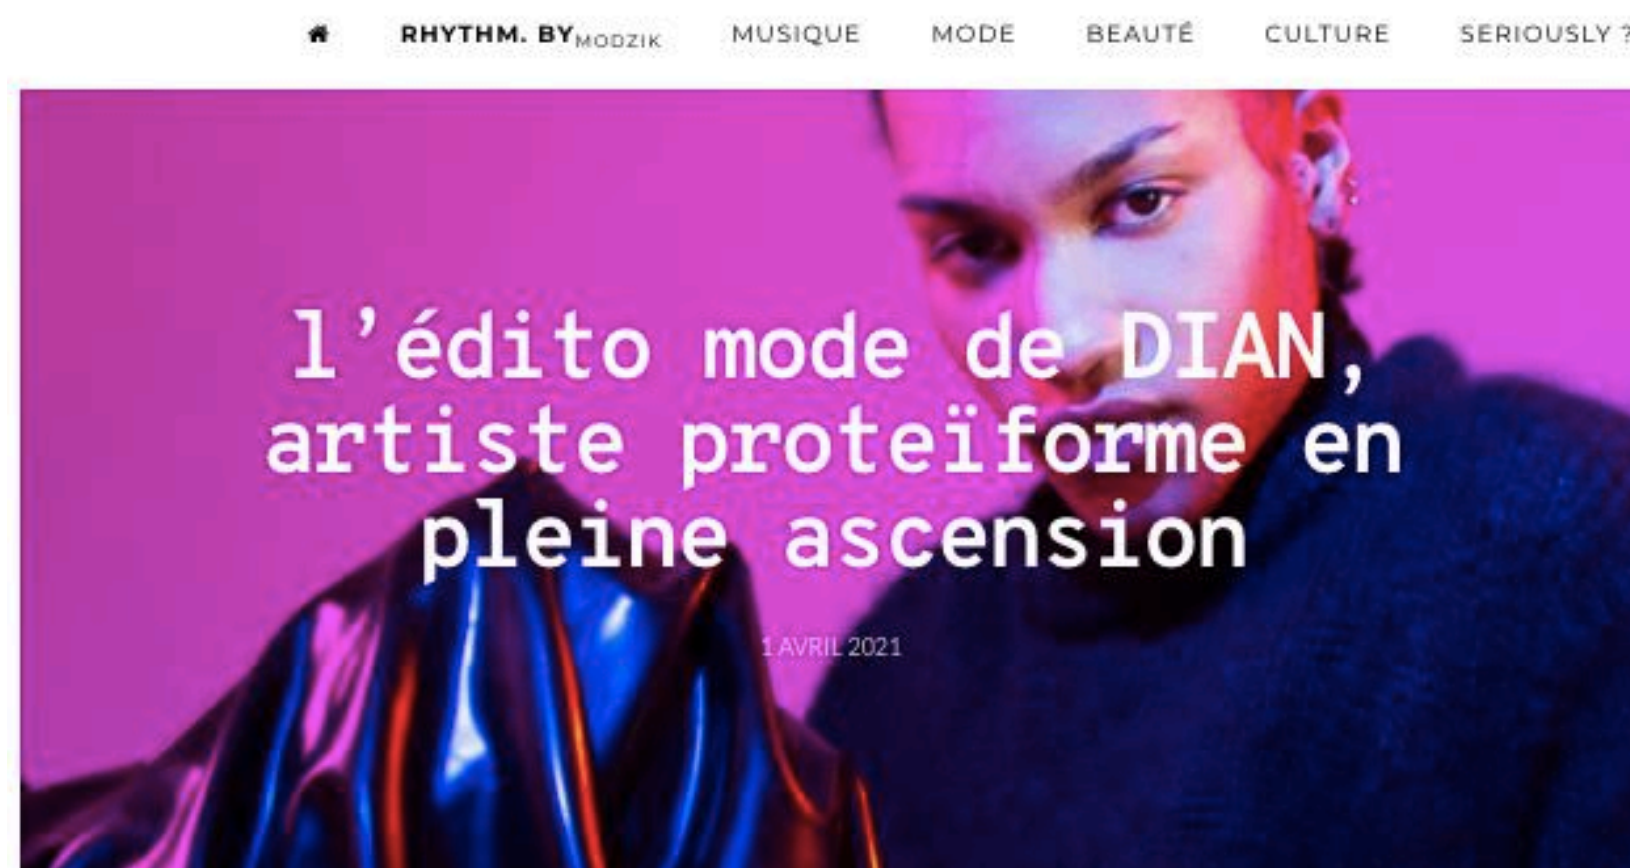 RHYTHM. BY MODZIK MUSIQUE MODE BEAUTÉ CULTURE SERIOUSLY ?
l’édito mode de DIAN,
artiste proteïforme en
pleine ascension
1 AVRIL 2021